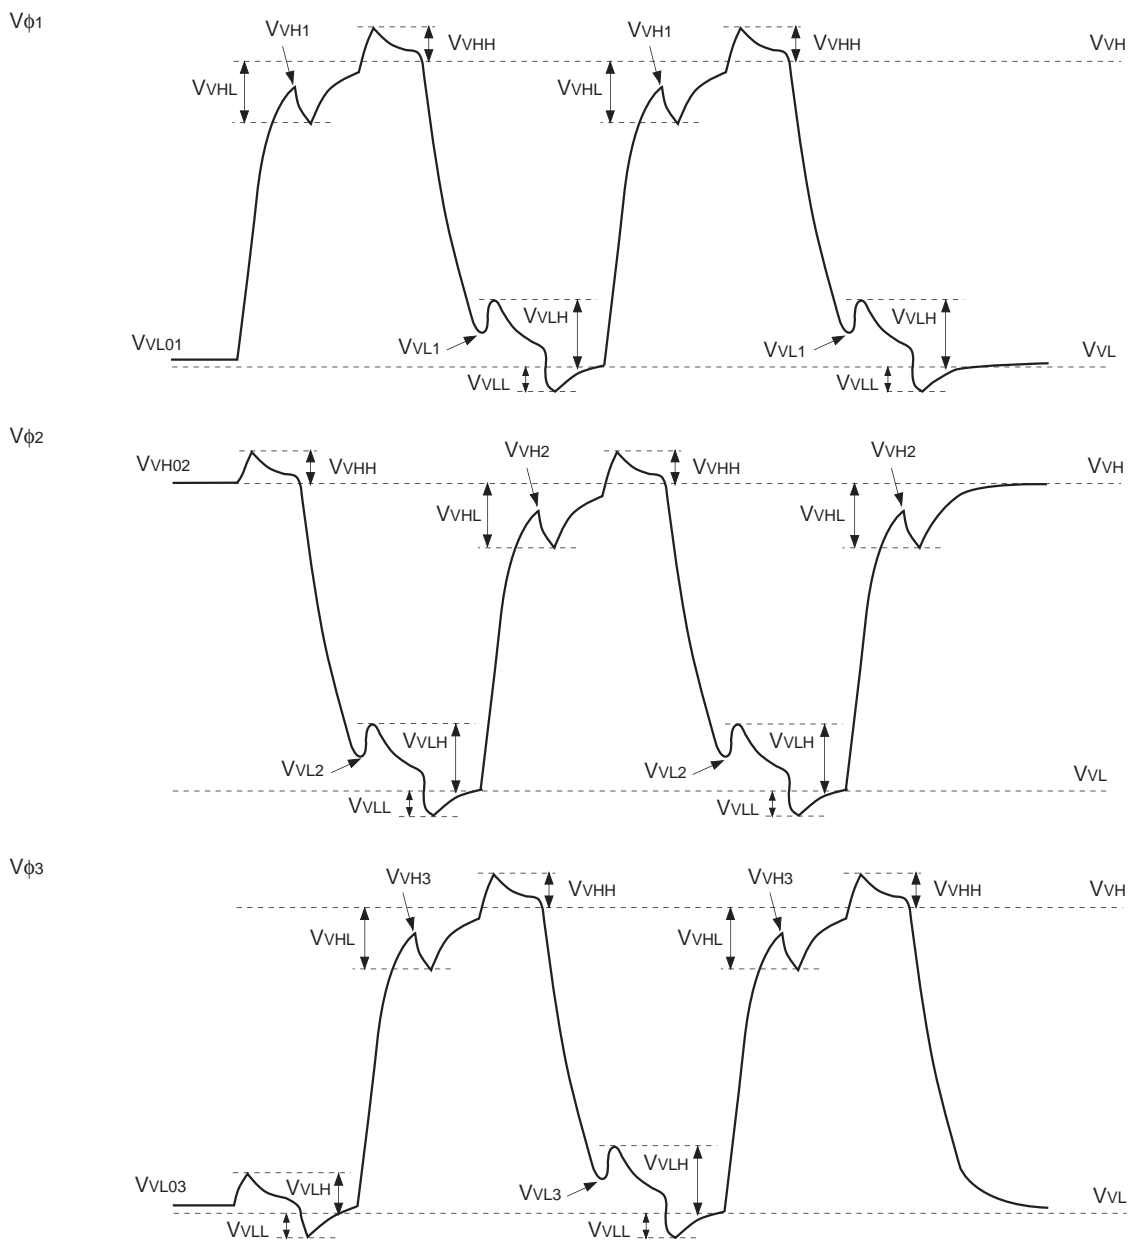 Vϕ1
VVH1 VVHH VVH1 VVHH VVH
VVHL VVHL
VVL01 VVL1 VVLH VVL1 VVLH VVL
VVLL VVLL
Vϕ2
VVH02 VVHH VVH2 VVHH VVH2 VVH
VVHL VVHL
VVL2 VVLH VVL2 VVLH VVL
VVLL VVLL
Vϕ3
VVH3 VVHH VVH3 VVHH VVH
VVHL VVHL
VVL03 VVLH VVL3 VVLH VVL
VVLL VVLL